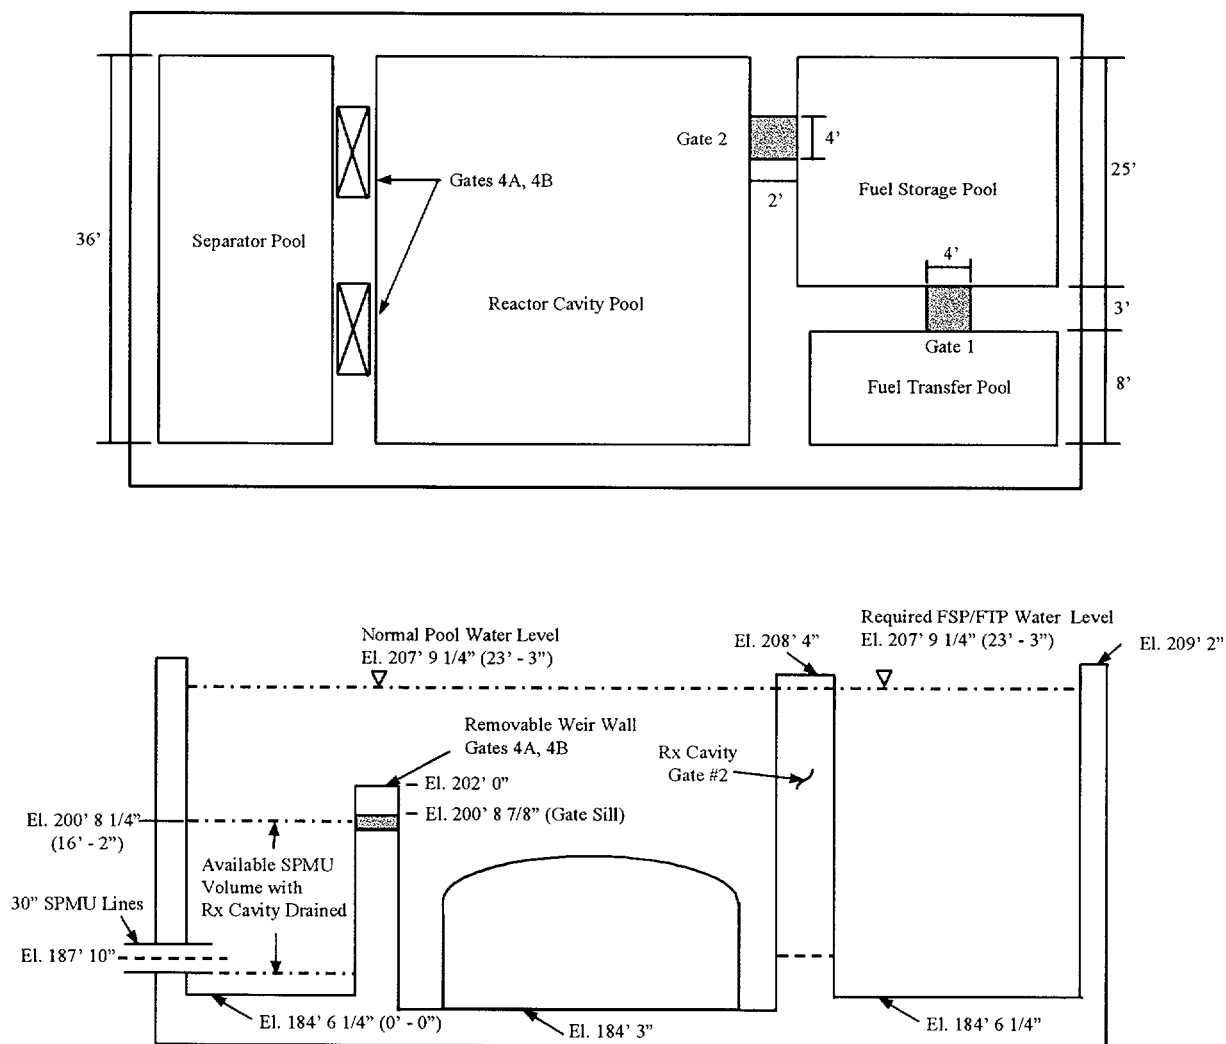 Gate 2
4'
Gates 4A, 4B
Fuel Storage Pool
25'
2'
36'
Separator Pool
4'
Reactor Cavity Pool
3'
Gate 1
Fuel Transfer Pool
8'
Normal Pool Water Level
El. 207' 9 1/4" (23' - 3")
El. 208' 4"
Required FSP/FTP Water Level
El. 207' 9 1/4" (23' - 3")
El. 209' 2"
Removable Weir Wall
Gates 4A, 4B
Rx Cavity
Gate #2
El. 202' 0"
El. 200' 8 7/8" (Gate Sill)
El. 200' 8 1/4"
(16' - 2")
Available SPMU
Volume with
Rx Cavity Drained
30" SPMU Lines
El. 187' 10"
El. 184' 6 1/4" (0' - 0")
El. 184' 3"
El. 184' 6 1/4"